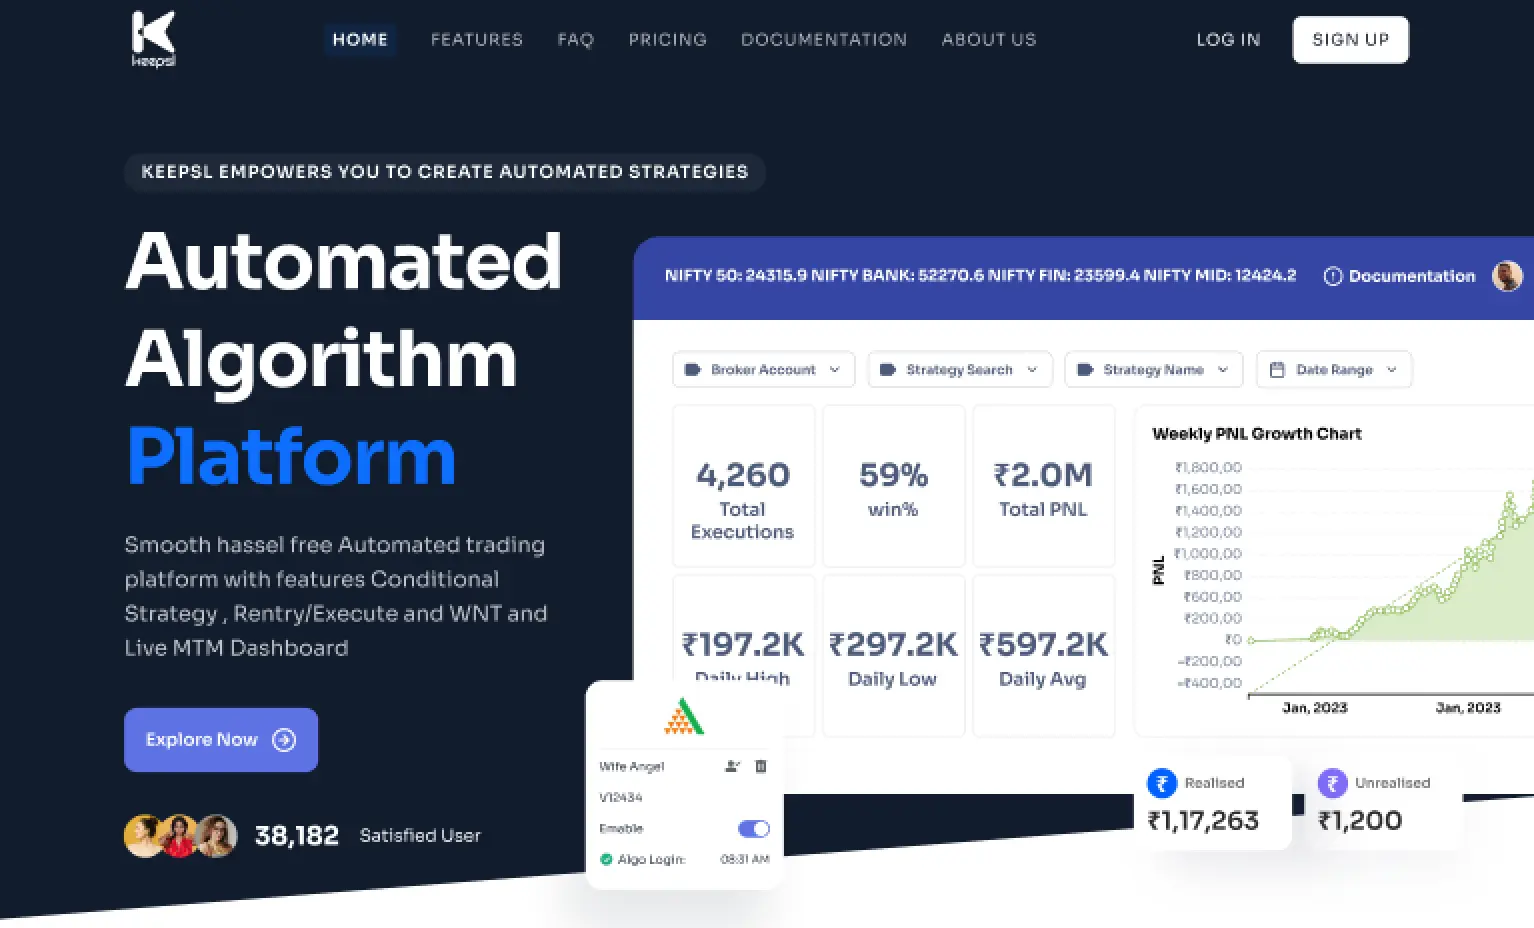 keepsl
HOME
FEATURES
FAQ
PRICING
DOCUMENTATION
ABOUT US
LOG IN
SIGN UP
KEEPSL EMPOWERS YOU TO CREATE AUTOMATED STRATEGIES
Automated
Algorithm
Platform
Smooth hassel free Automated trading
platform with features Conditional
Strategy , Rentry/Execute and WNT and
Live MTM Dashboard
Explore Now
38,182 Satisfied User
NIFTY 50: 24315.9 NIFTY BANK: 52270.6 NIFTY FIN: 23599.4 NIFTY MID: 12424.2
Documentation
Broker Account
Strategy Search
Strategy Name
Date Range
4,260
Total
Executions
59%
win%
₹2.0M
Total PNL
₹197.2K
Daily High
₹297.2K
Daily Low
₹597.2K
Daily Avg
Weekly PNL Growth Chart
₹1,800,00
₹1,600,00
₹1,400,00
₹1,200,00
₹1,000,00
₹800,00
₹600,00
₹200,00
₹0
-₹200,00
-₹400,00
PNL
Jan, 2023
Jan, 2023
Wife Angel
V12434
Emable
Algo Login: 08:31 AM
₹ Realised
₹1,17,263
₹ Unrealised
₹1,200